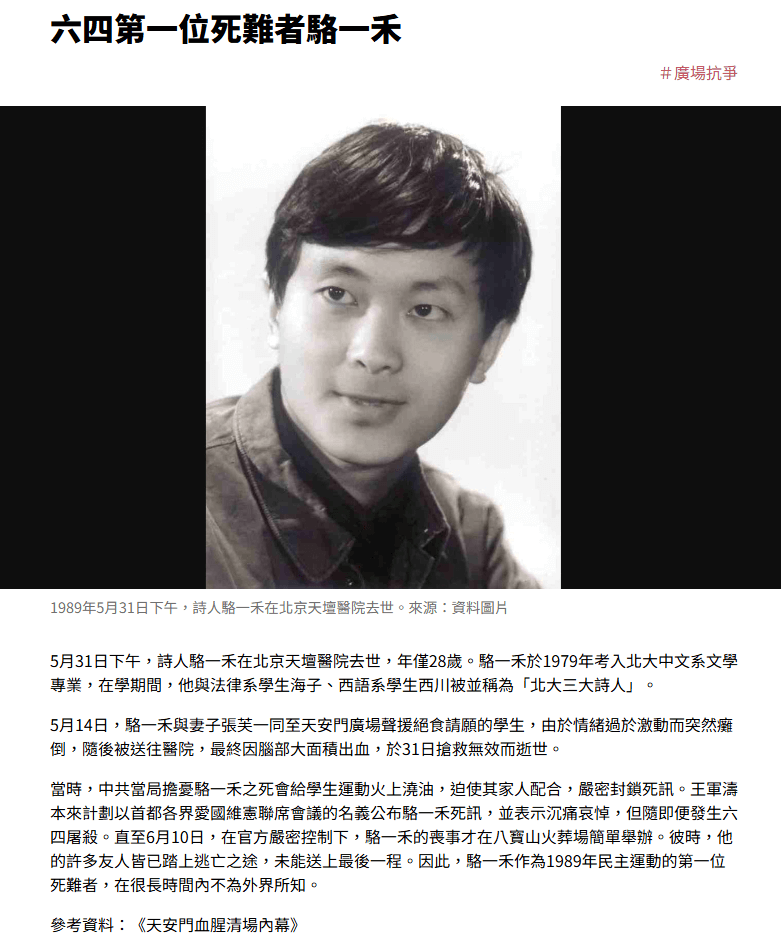 六四第一位死難者駱一禾
＃廣場抗爭
1989年5月31日下午，詩人駱一禾在北京天壇醫院去世。來源：資料圖片
5月31日下午，詩人駱一禾在北京天壇醫院去世，年僅28歲。駱一禾於1979年考入北大中文系文學
專業，在學期間，他與法律系學生海子、西語系學生西川被並稱為「北大三大詩人」。
5月14日，駱一禾與妻子張芙一同至天安門廣場聲援絕食請願的學生，由於情緒過於激動而突然癱
倒，隨後被送往醫院，最終因腦部大面積出血，於31日搶救無效而逝世。
當時，中共當局擔憂駱一禾之死會給學生運動火上澆油，迫使其家人配合，嚴密封鎖死訊。王軍濤
本來計劃以首都各界愛國維憲聯席會議的名義公布駱一禾死訊，並表示沉痛哀悼，但隨即便發生六
四屠殺。直至6月10日，在官方嚴密控制下，駱一禾的喪事才在八寶山火葬場簡單舉辦。彼時，他
的許多友人皆已踏上逃亡之途，未能送上最後一程。因此，駱一禾作為1989年民主運動的第一位
死難者，在很長時間內不為外界所知。
參考資料：《天安門血腥清場內幕》